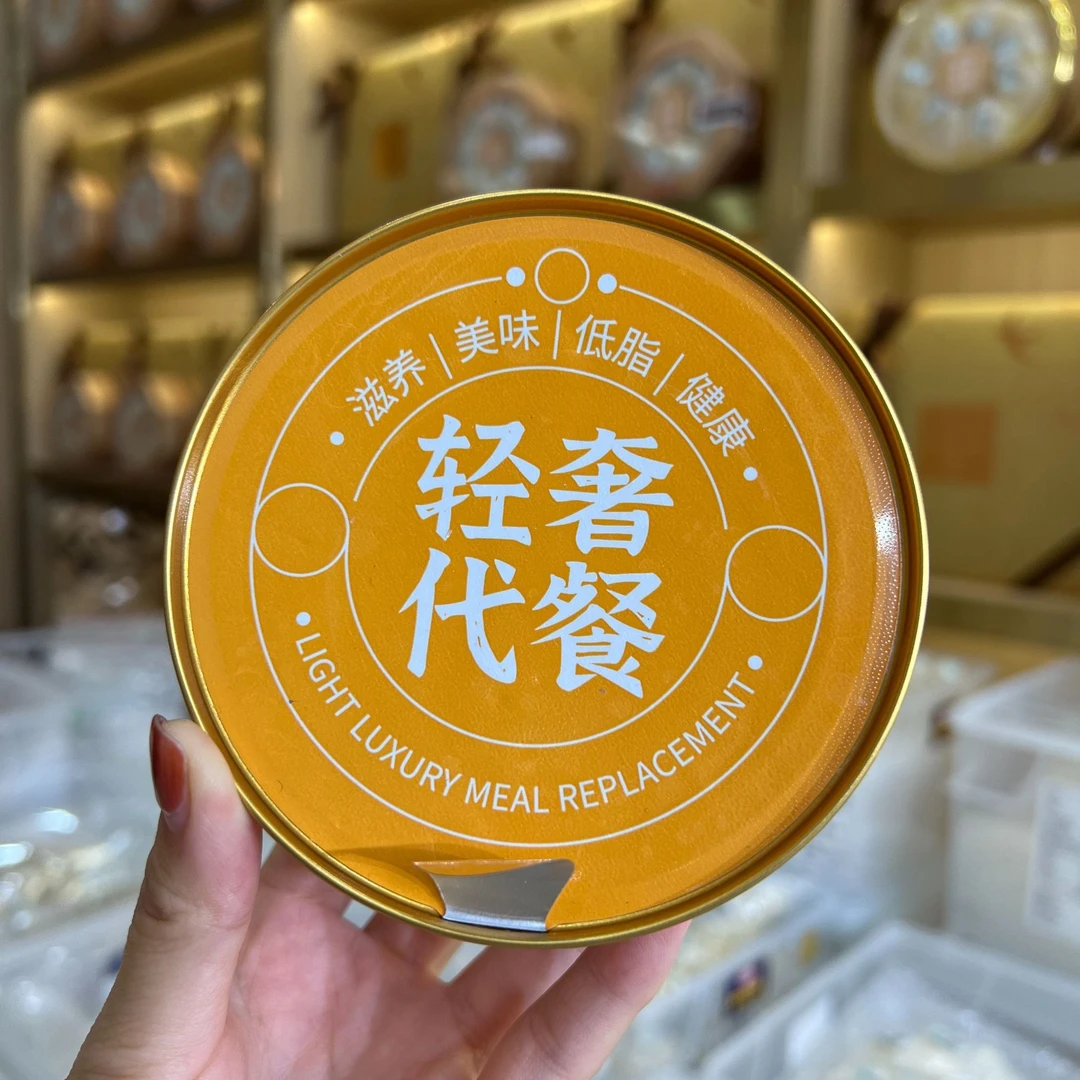 滋养 | 美味 | 低脂 | 健康
轻奢
代餐
LIGHT LUXURY MEAL REPLACEMENT